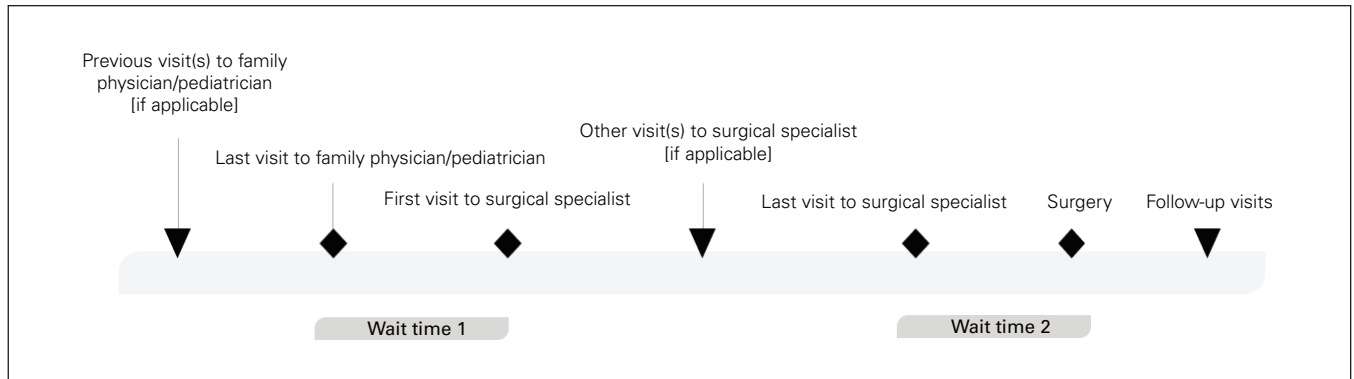 Previous visit(s) to family
physician/pediatrician
[if applicable]
Other visit(s) to surgical specialist
[if applicable]
Last visit to family physician/pediatrician
First visit to surgical specialist
Last visit to surgical specialist
Surgery
Follow-up visits
Wait time 1
Wait time 2